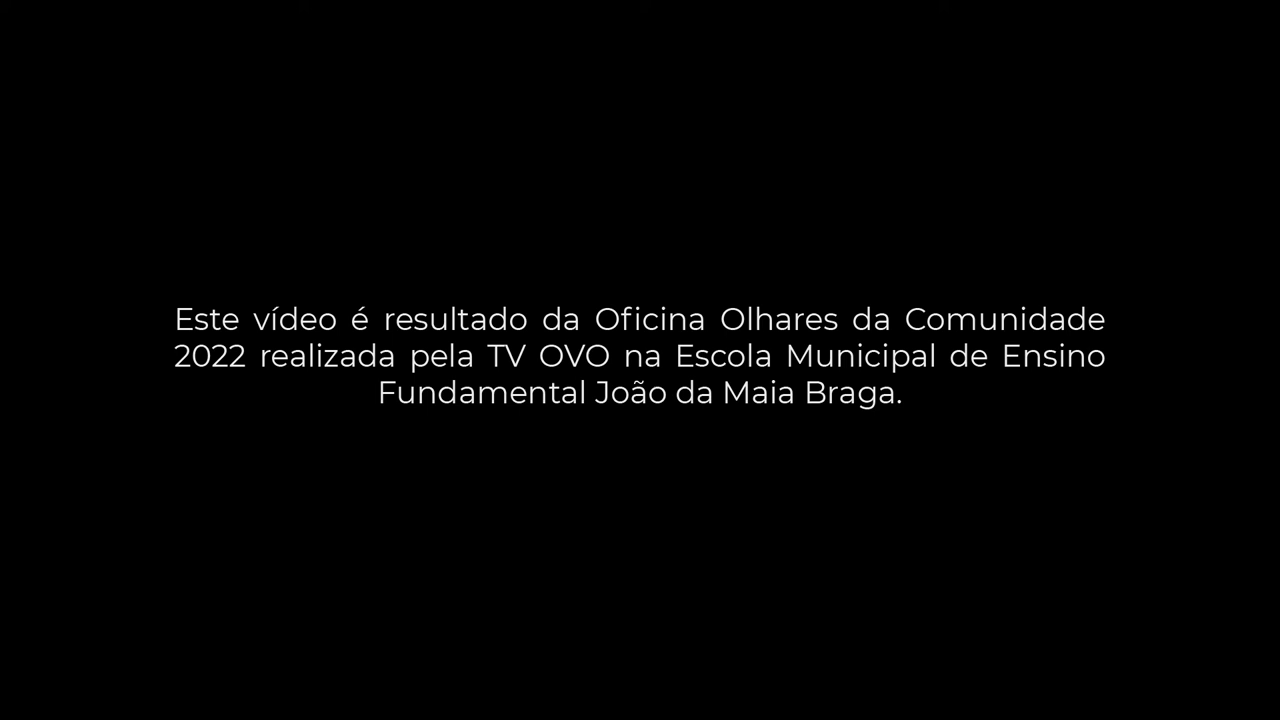 Este vídeo é resultado da Oficina Olhares da Comunidade
2022 realizada pela TV OVO na Escola Municipal de Ensino
Fundamental João da Maia Braga.